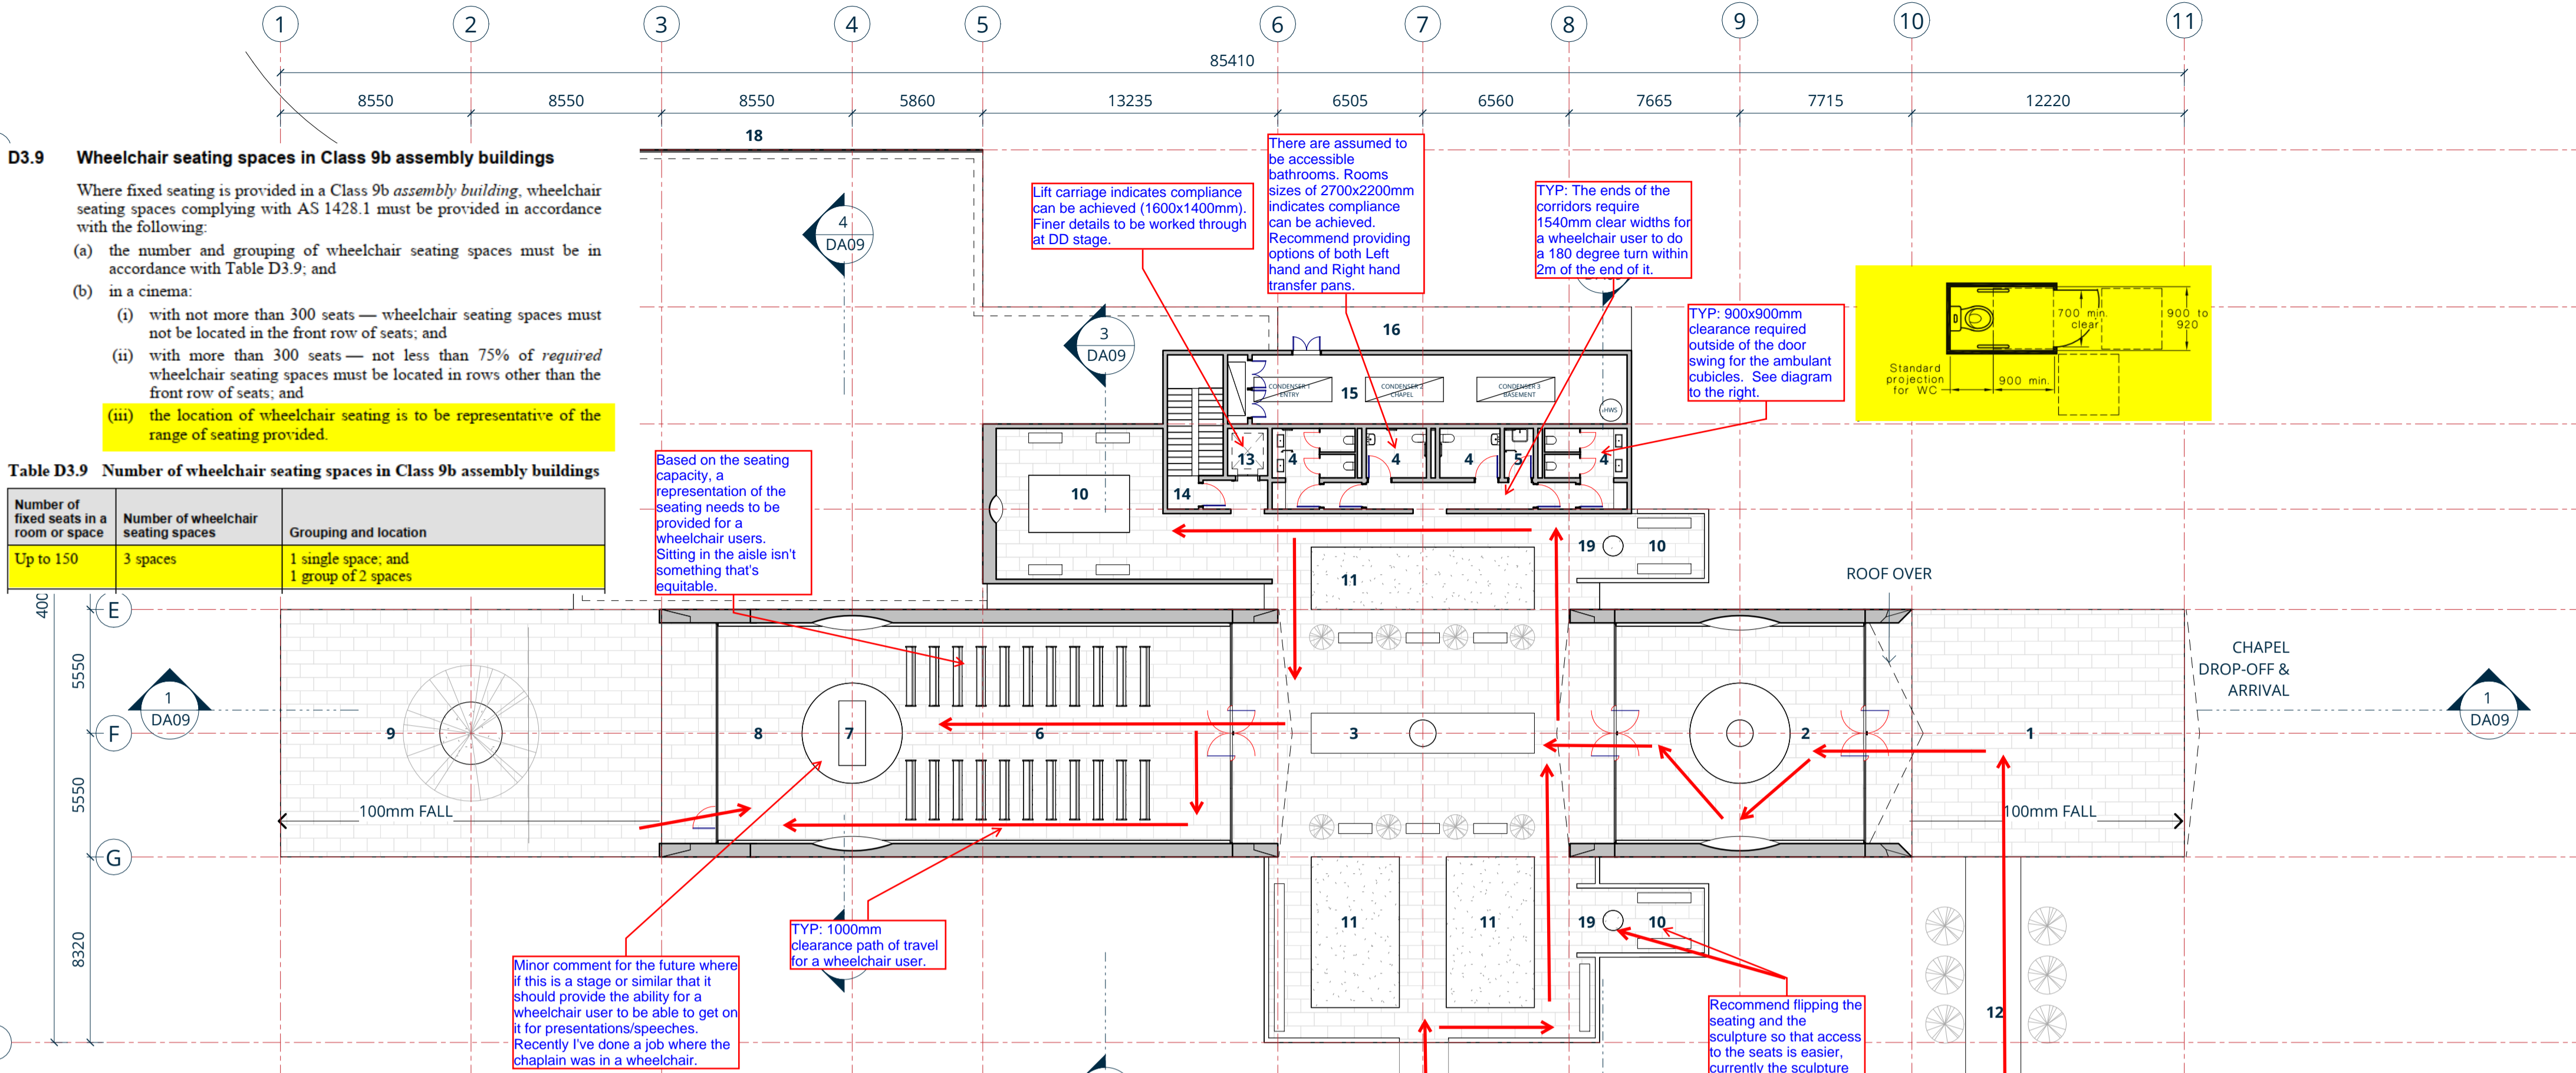 1 2 3 4 5 6 7 8 9 10 11
85410
8550 8550 8550 5860 13235 6505 6560 7665 7715 12220
18
D3.9 Wheelchair seating spaces in Class 9b assembly buildings
Where fixed seating is provided in a Class 9b assembly building, wheelchair
seating spaces complying with AS 1428.1 must be provided in accordance
with the following:
(a) the number and grouping of wheelchair seating spaces must be in
accordance with Table D3.9; and
(b) in a cinema:
(i) with not more than 300 seats — wheelchair seating spaces must
not be located in the front row of seats; and
(ii) with more than 300 seats — not less than 75% of required
wheelchair seating spaces must be located in rows other than the
front row of seats; and
(iii) the location of wheelchair seating is to be representative of the
range of seating provided.
Table D3.9 Number of wheelchair seating spaces in Class 9b assembly buildings
Number of
fixed seats in a
room or space
Number of wheelchair
seating spaces
Grouping and location
Up to 150
3 spaces
1 single space; and
1 group of 2 spaces
4
DA09
3
DA09
Lift carriage indicates compliance
can be achieved (1600x1400mm).
Finer details to be worked through
at DD stage.
There are assumed to
be accessible
bathrooms. Rooms
sizes of 2700x2200mm
indicates compliance
can be achieved.
Recommend providing
options of both Left
hand and Right hand
transfer pans.
TYP: The ends of the
corridors require
1540mm clear widths for
a wheelchair user to do
a 180 degree turn within
2m of the end of it.
TYP: 900x900mm
clearance required
outside of the door
swing for the ambulant
cubicles. See diagram
to the right.
700 min.
clear
900 to
920
Standard
projection
for WC
900 min.
16
CONDENSER 1
ENTRY
15
CONDENSER 2
CHAPEL
CONDENSER 3
BASEMENT
HWS
13 4 4 4 5 4
10 14
Based on the seating
capacity, a
representation of the
seating needs to be
provided for a
wheelchair users.
Sitting in the aisle isn't
something that's
equitable.
19 10
11
ROOF OVER
400
E
5550
CHAPEL
DROP-OFF &
ARRIVAL
1
DA09
1
DA09
F
9 8 7 6 3 2 1
5550
100mm FALL
100mm FALL
G
8320
11 11 19 10
12
TYP: 1000mm
clearance path of travel
for a wheelchair user.
Minor comment for the future where
if this is a stage or similar that it
should provide the ability for a
wheelchair user to be able to get on
it for presentations/speeches.
Recently I've done a job where the
chaplain was in a wheelchair.
Recommend flipping the
seating and the
sculpture so that access
to the seats is easier,
currently the sculpture